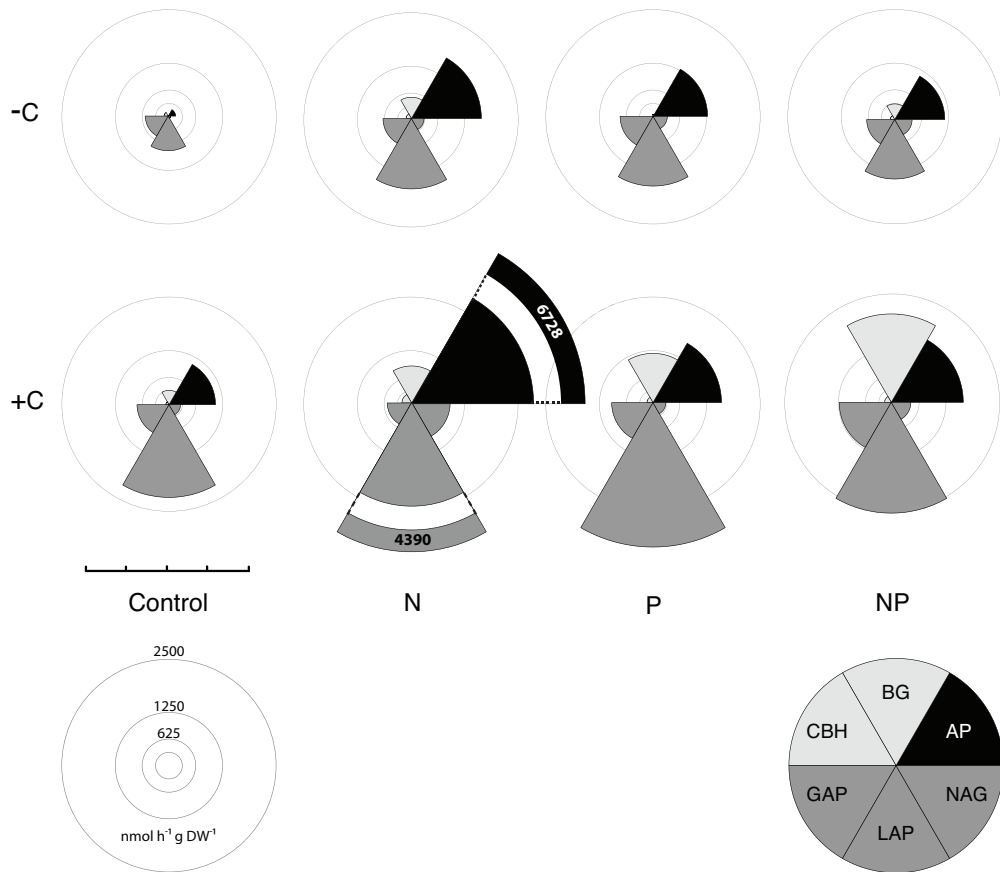 -C
+C
6728
4390
Control
N
P
NP
2500
1250
625
nmol h⁻¹ g DW⁻¹
BG
CBH
AP
GAP
NAG
LAP